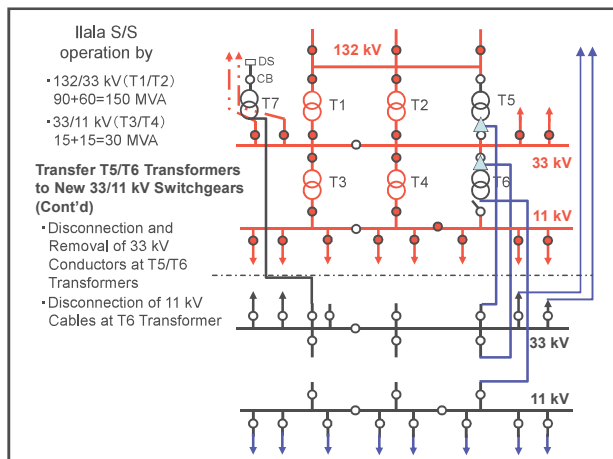 Ilala S/S
operation by
・132/33 kV(T1/T2)
90+60=150 MVA
・33/11 kV(T3/T4)
15+15=30 MVA
Transfer T5/T6 Transformers
to New 33/11 kV Switchgears
(Cont'd)
・Disconnection and
Removal of 33 kV
Conductors at T5/T6
Transformers
・Disconnection of 11 kV
Cables at T6 Transformer
DS
CB
T7
132 kV
T1
T2
T5
33 kV
T3
T4
T6
11 kV
33 kV
11 kV